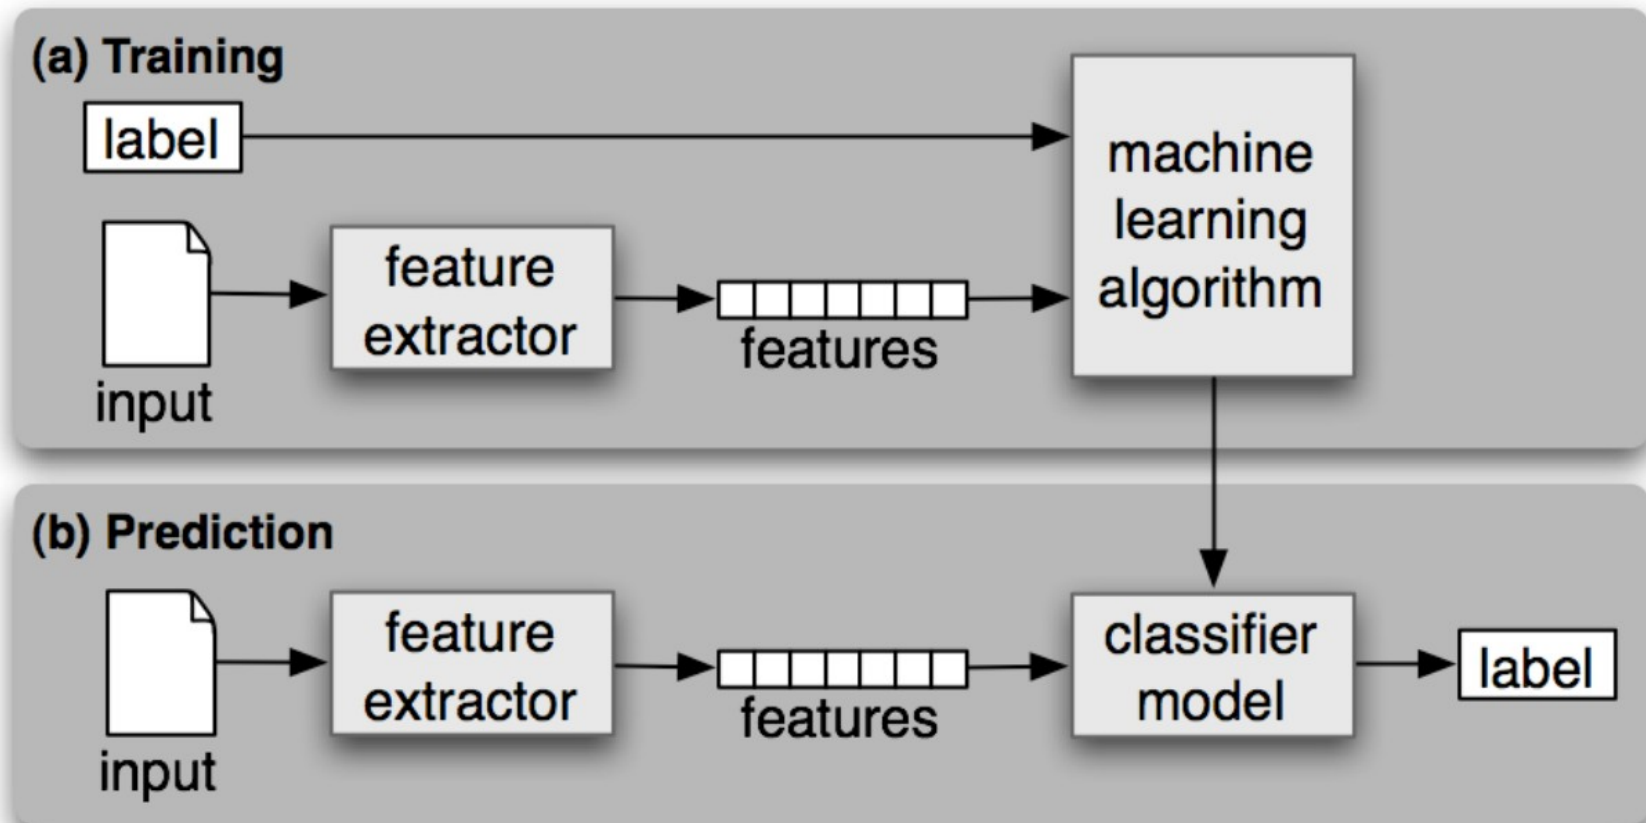 (a) Training
label
machine
learning
algorithm
feature
extractor
features
input
(b) Prediction
feature
extractor
features
classifier
model
label
input